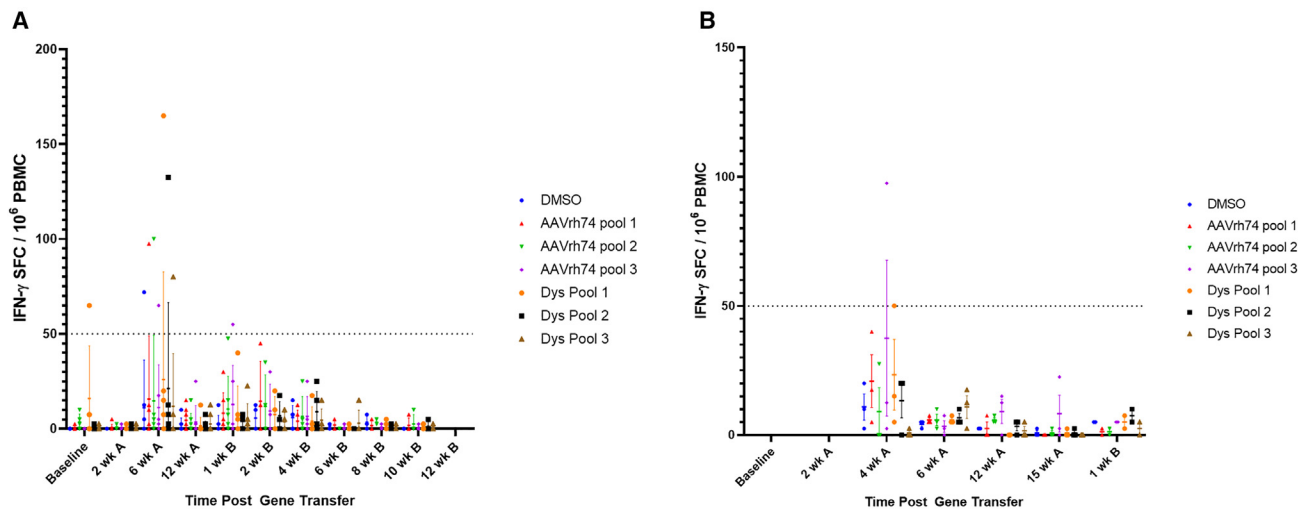 A
IFN-γ SFC / 10⁶ PBMC
200
150
100
50
0
Baseline
2 wk A
6 wk A
12 wk A
1 wk B
2 wk B
4 wk B
6 wk B
8 wk B
10 wk B
12 wk B
Time Post Gene Transfer
DMSO
AAVrh74 pool 1
AAVrh74 pool 2
AAVrh74 pool 3
Dys Pool 1
Dys Pool 2
Dys Pool 3
B
IFN-γ SFC / 10⁶ PBMC
150
100
50
0
Baseline
2 wk A
4 wk A
6 wk A
12 wk A
15 wk A
1 wk B
Time Post Gene Transfer
DMSO
AAVrh74 pool 1
AAVrh74 pool 2
AAVrh74 pool 3
Dys Pool 1
Dys Pool 2
Dys Pool 3